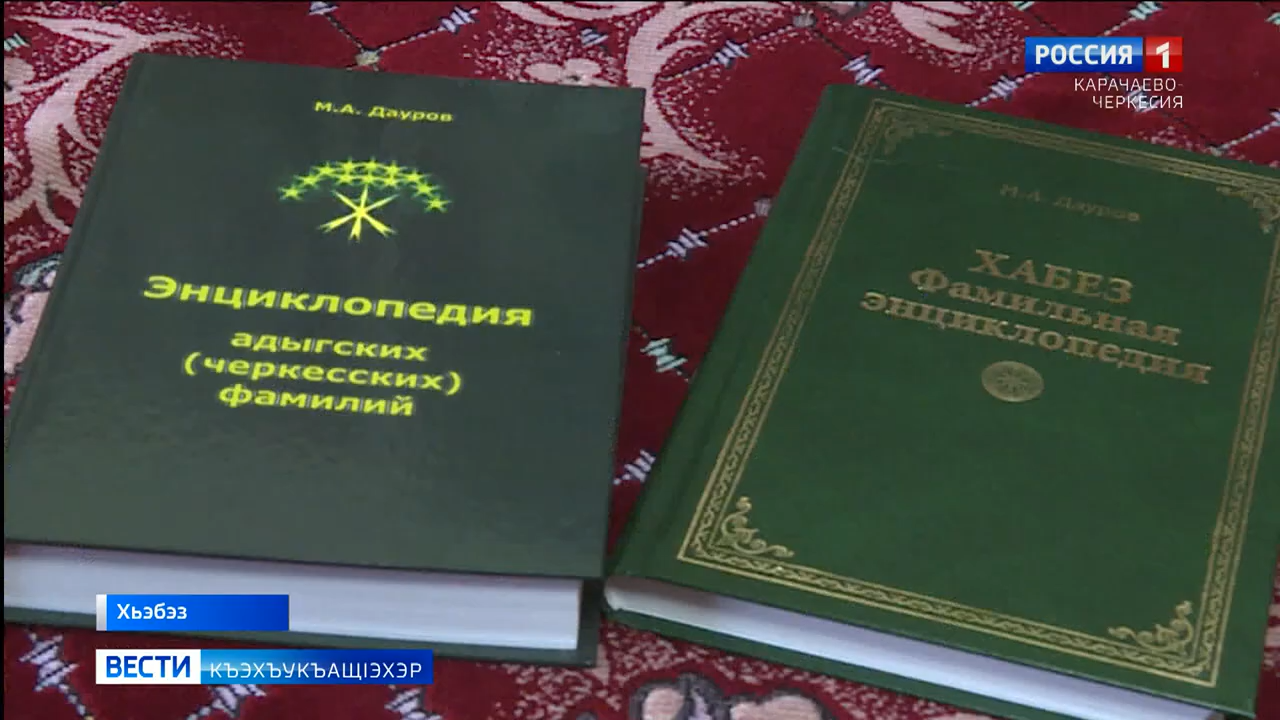 М.А. Дауров
Энциклопедия
адыгских
(черкесских)
фамилий
М.А. Дауров
ХАБЕЗ
Фамильная
энциклопедия
РОССИЯ 1
КАРАЧАЕВО-
ЧЕРКЕСИЯ
Хьэбэз
ВЕСТИ КЪЭХЪУКЪАЩIЭХЭР